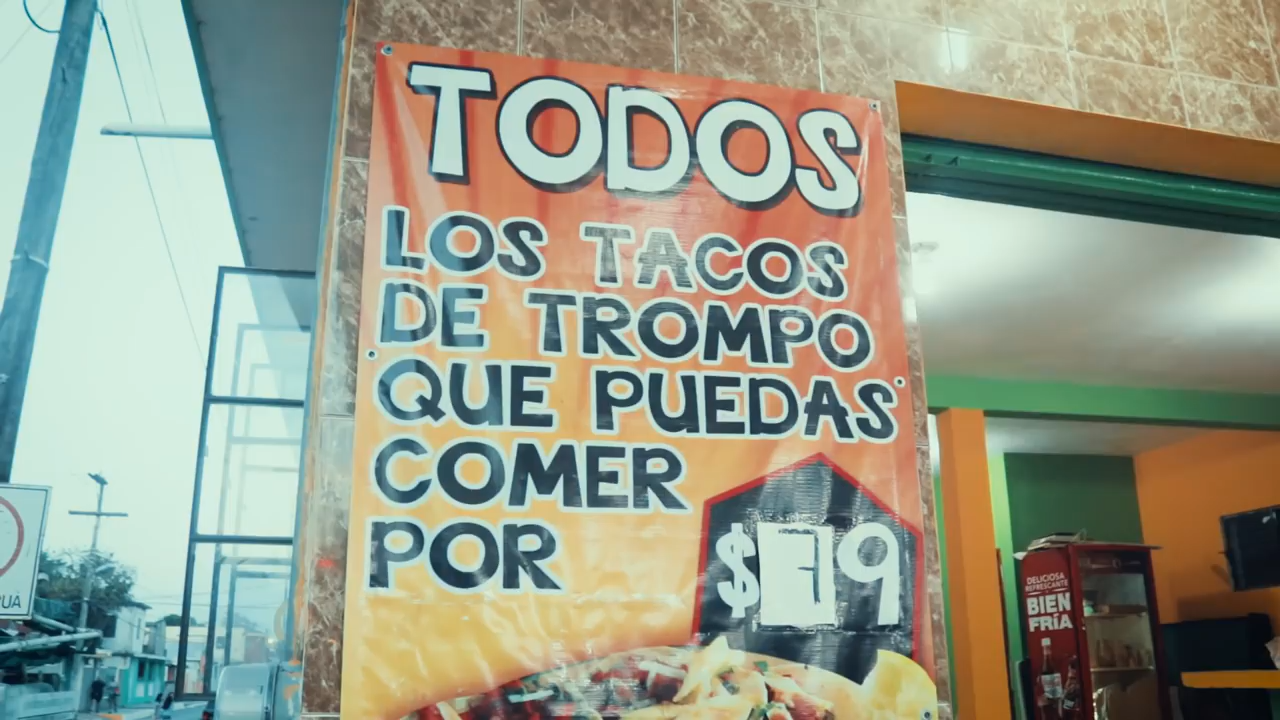 TODOS
LOS TACOS
DE TROMPO
QUE PUEDAS
COMER
POR
DELICIOSA
REFRESCANTE
BIEN
FRÍA